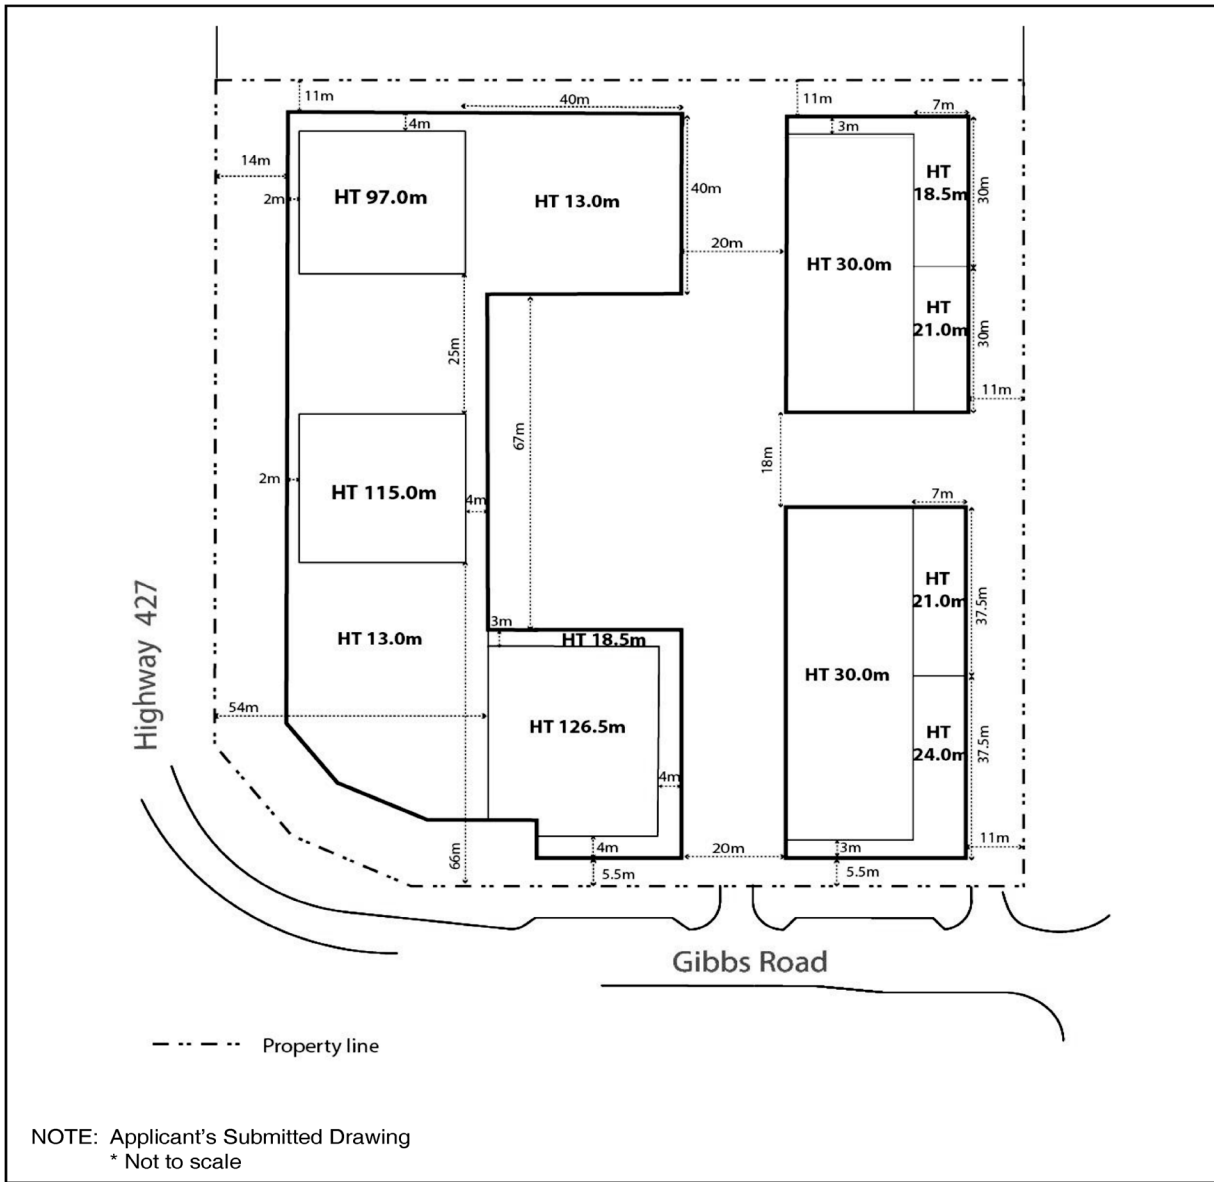 11m
40m
11m
7m
4m
3m
14m
HT
18.5m
30m
2m
HT 97.0m
HT 13.0m
40m
20m
HT 30.0m
HT
21.0m
30m
25m
11m
67m
18m
2m
HT 115.0m
4m
7m
HT
21.0m
37.5m
3m
HT 18.5m
HT 13.0m
Highway 427
HT 30.0m
54m
HT 126.5m
HT
24.0m
37.5m
4m
66m
4m
20m
3m
11m
5.5m
5.5m
Gibbs Road
Property line
NOTE: Applicant's Submitted Drawing
* Not to scale